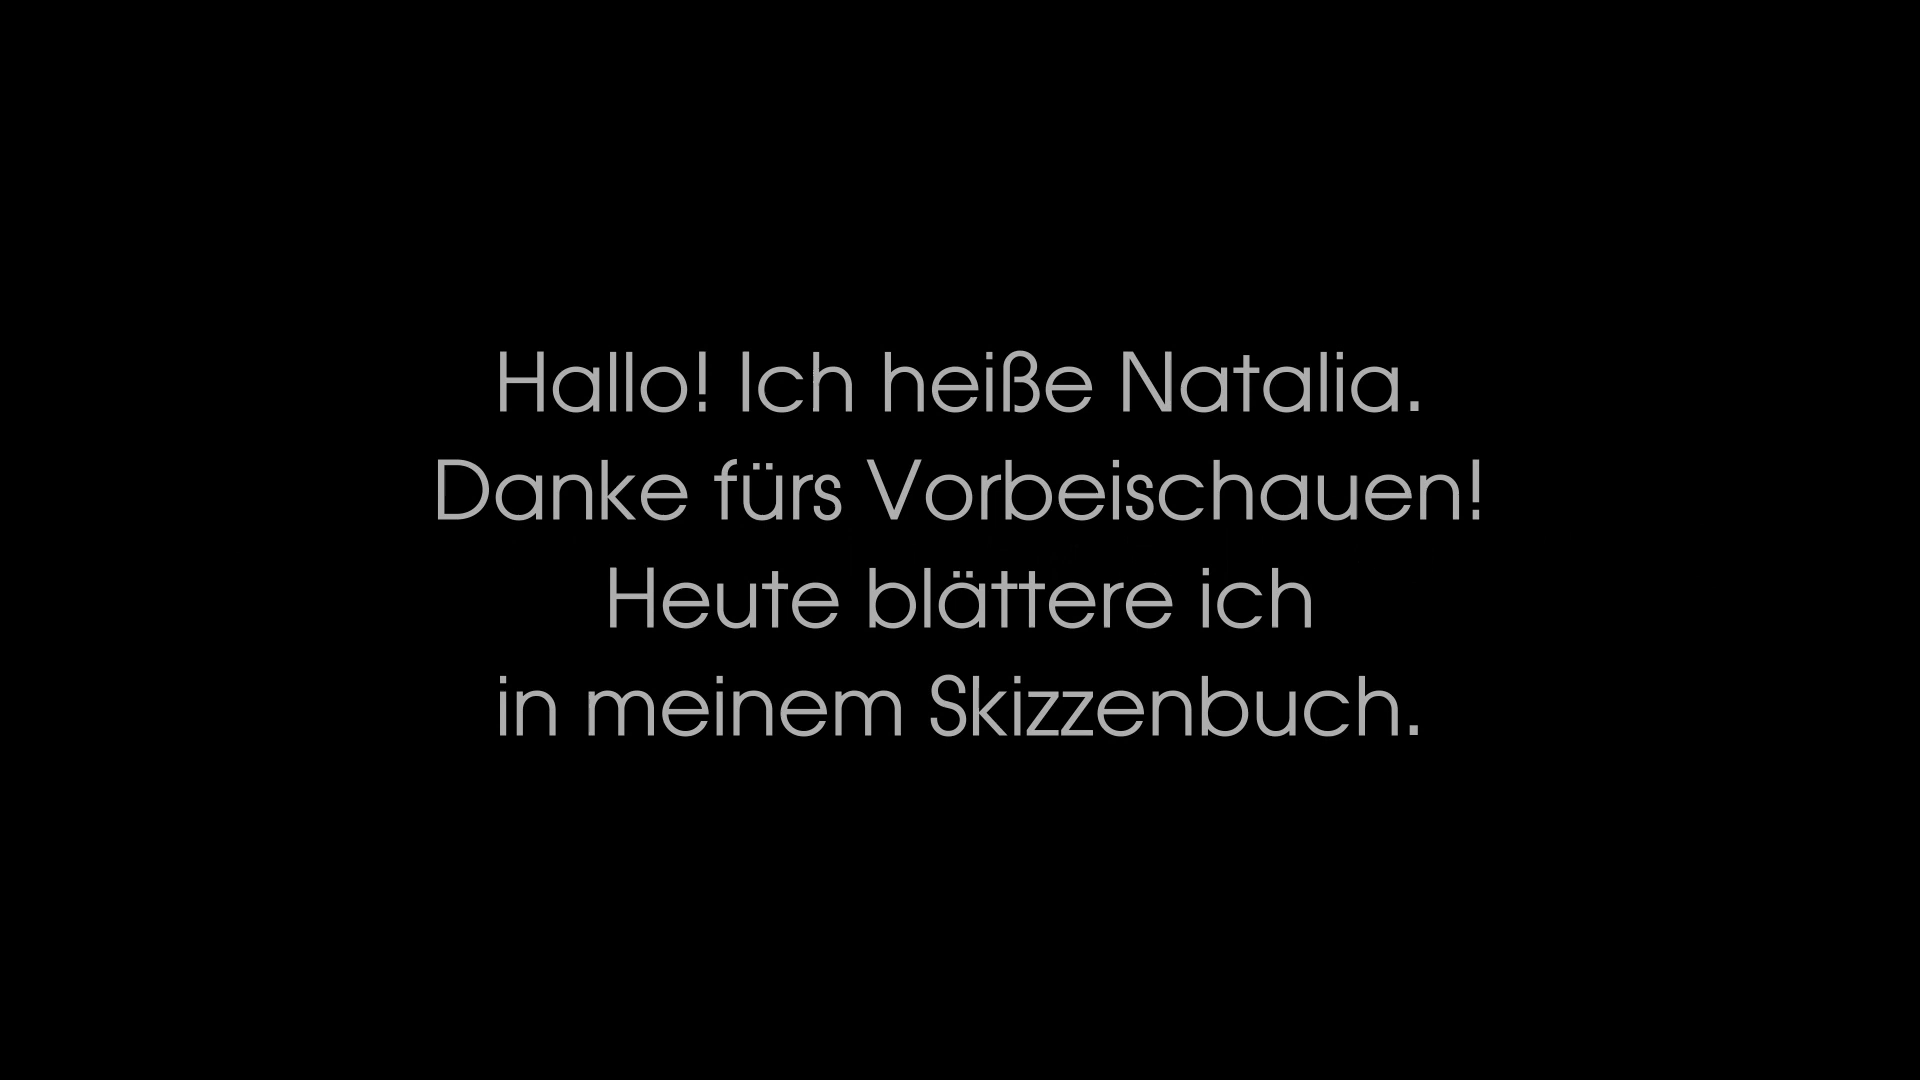 Hallo! Ich heiße Natalia.
Danke fürs Vorbeischauen!
Heute blättere ich
in meinem Skizzenbuch.